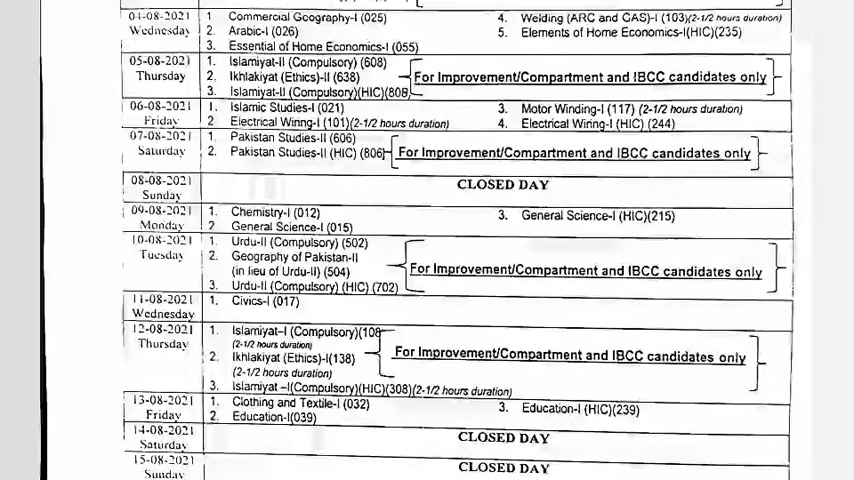 04-08-2021 1 Commercial Geography-I (025) 4. Welding (ARC and GAS)-I (103)(2-1/2 hours duration)
Wednesday 2. Arabic-I (026) 5. Elements of Home Economics-I(HIC)(235)
3. Essential of Home Economics-I (055)
05-08-2021 1. Islamiyat-II (Compulsory) (608)
Thursday 2. Ikhlakiyat (Ethics)-II (638) For Improvement/Compartment and IBCC candidates only
3. Islamiyat-II (Compulsory)(HIC)(808)
06-08-2021 1. Islamic Studies-I (021) 3. Motor Winding-I (117) (2-1/2 hours duration)
Friday 2 Electrical Wiring-I (101)(2-1/2 hours duration) 4. Electrical Wiring-I (HIC) (244)
07-08-2021 1. Pakistan Studies-II (606)
Saturday 2. Pakistan Studies-II (HIC) (806) For Improvement/Compartment and IBCC candidates only
08-08-2021 CLOSED DAY
Sunday
09-08-2021 1. Chemistry-I (012) 3. General Science-I (HIC)(215)
Monday 2 General Science-I (015)
10-08-2021 1. Urdu-II (Compulsory) (502)
Tuesday 2. Geography of Pakistan-II
(in lieu of Urdu-II) (504) For Improvement/Compartment and IBCC candidates only
3. Urdu-II (Compulsory) (HIC) (702)
11-08-2021 1. Civics-I (017)
Wednesday
12-08-2021 1. Islamiyat–I (Compulsory)(108
Thursday (2-1/2 hours duration)
2. Ikhlakiyat (Ethics)-I(138) For Improvement/Compartment and IBCC candidates only
(2-1/2 hours duration)
3. Islamiyat –I(Compulsory)(HIC)(308)(2-1/2 hours duration)
13-08-2021 1. Clothing and Textile-I (032) 3. Education-I (HIC)(239)
Friday 2. Education-I(039)
14-08-2021 CLOSED DAY
Saturday
15-08-2021 CLOSED DAY
Sunday